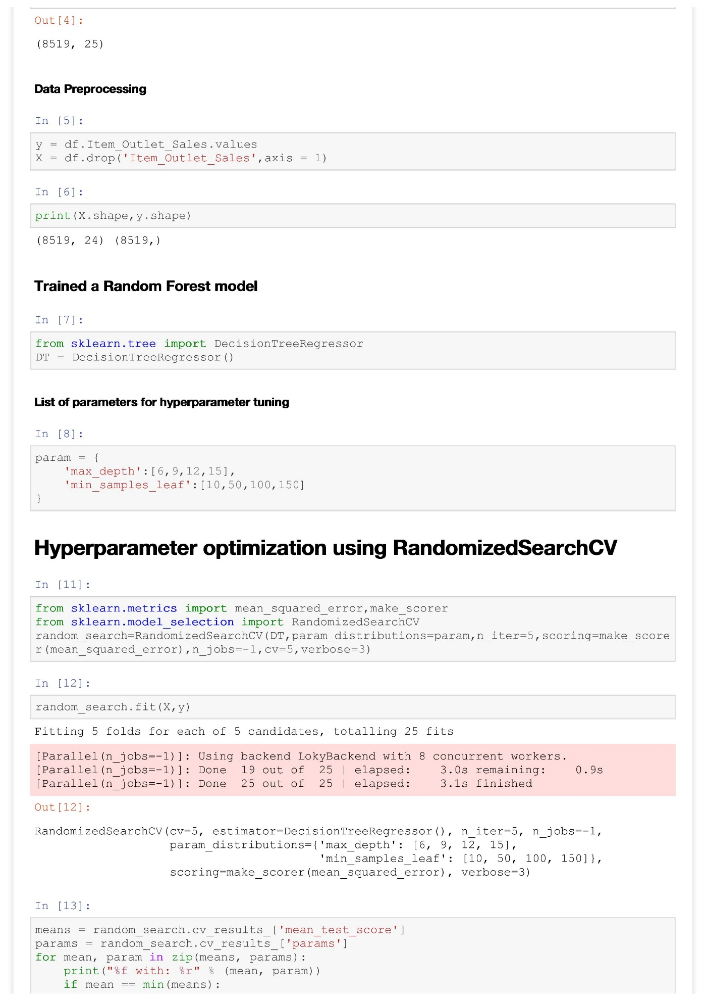 Out[4]:
(8519, 25)
Data Preprocessing
In [5]:
y = df.Item_Outlet_Sales.values
X = df.drop('Item_Outlet_Sales',axis = 1)
In [6]:
print(X.shape,y.shape)
(8519, 24) (8519,)
Trained a Random Forest model
In [7]:
from sklearn.tree import DecisionTreeRegressor
DT = DecisionTreeRegressor()
List of parameters for hyperparameter tuning
In [8]:
param = {
    'max_depth':[6,9,12,15],
    'min_samples_leaf':[10,50,100,150]
}
Hyperparameter optimization using RandomizedSearchCV
In [11]:
from sklearn.metrics import mean_squared_error,make_scorer
from sklearn.model_selection import RandomizedSearchCV
random_search=RandomizedSearchCV(DT,param_distributions=param,n_iter=5,scoring=make_score
r(mean_squared_error),n_jobs=-1,cv=5,verbose=3)
In [12]:
random_search.fit(X,y)
Fitting 5 folds for each of 5 candidates, totalling 25 fits
[Parallel(n_jobs=-1)]: Using backend LokyBackend with 8 concurrent workers.
[Parallel(n_jobs=-1)]: Done  19 out of  25 | elapsed:    3.0s remaining:    0.9s
[Parallel(n_jobs=-1)]: Done  25 out of  25 | elapsed:    3.1s finished
Out[12]:
RandomizedSearchCV(cv=5, estimator=DecisionTreeRegressor(), n_iter=5, n_jobs=-1,
                   param_distributions={'max_depth': [6, 9, 12, 15],
                                        'min_samples_leaf': [10, 50, 100, 150]},
                   scoring=make_scorer(mean_squared_error), verbose=3)
In [13]:
means = random_search.cv_results_['mean_test_score']
params = random_search.cv_results_['params']
for mean, param in zip(means, params):
    print("%f with: %r" % (mean, param))
    if mean == min(means):